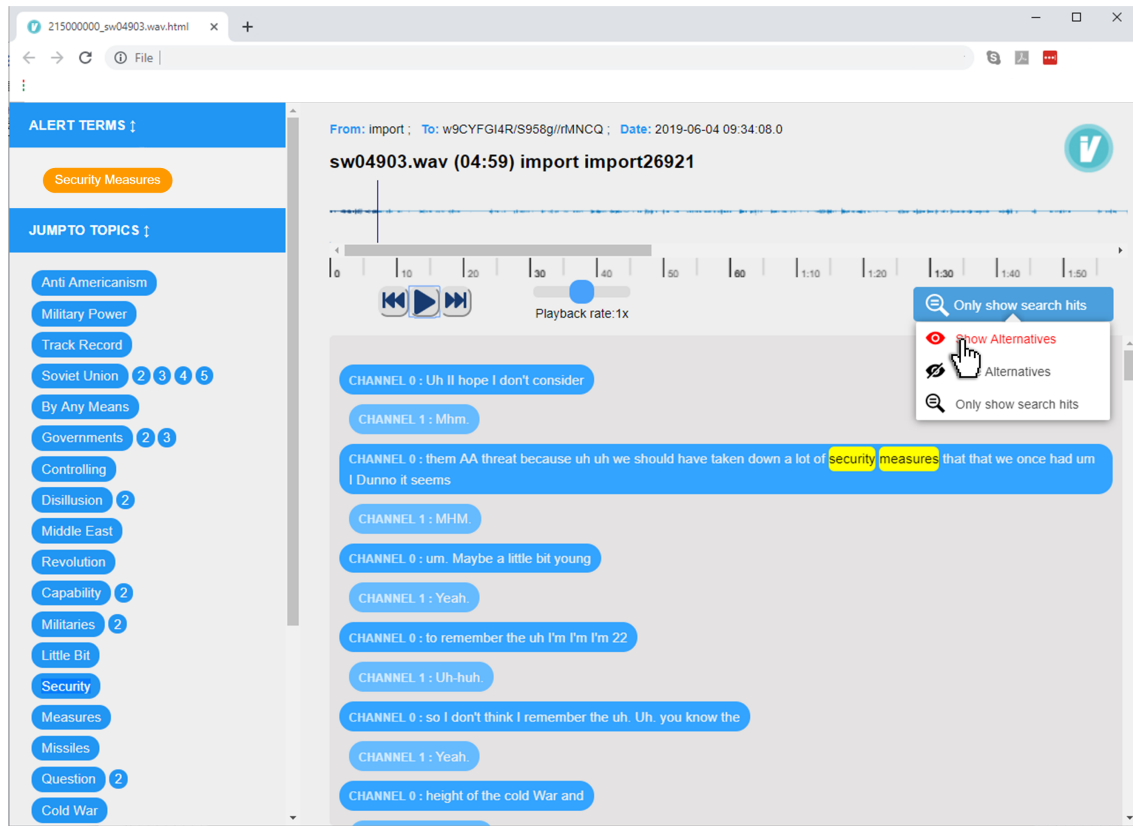 215000000_sw04903.wav.html
File
ALERT TERMS
Security Measures
JUMPTO TOPICS
Anti Americanism
Military Power
Track Record
Soviet Union 2 3 4 5
By Any Means
Governments 2 3
Controlling
Disillusion 2
Middle East
Revolution
Capability 2
Militaries 2
Little Bit
Security
Measures
Missiles
Question 2
Cold War
From: import ; To: w9CYFGI4R/S958g//rMNCQ ; Date: 2019-06-04 09:34:08.0
sw04903.wav (04:59) import import26921
0 10 20 30 40 50 60 1:10 1:20 1:30 1:40 1:50
Playback rate:1x
Only show search hits
Show Alternatives
Alternatives
Only show search hits
CHANNEL 0 : Uh II hope I don't consider
CHANNEL 1 : Mhm.
CHANNEL 0 : them AA threat because uh uh we should have taken down a lot of security measures that that we once had um
I Dunno it seems
CHANNEL 1 : MHM.
CHANNEL 0 : um. Maybe a little bit young
CHANNEL 1 : Yeah.
CHANNEL 0 : to remember the uh I'm I'm I'm 22
CHANNEL 1 : Uh-huh.
CHANNEL 0 : so I don't think I remember the uh. Uh. you know the
CHANNEL 1 : Yeah.
CHANNEL 0 : height of the cold War and